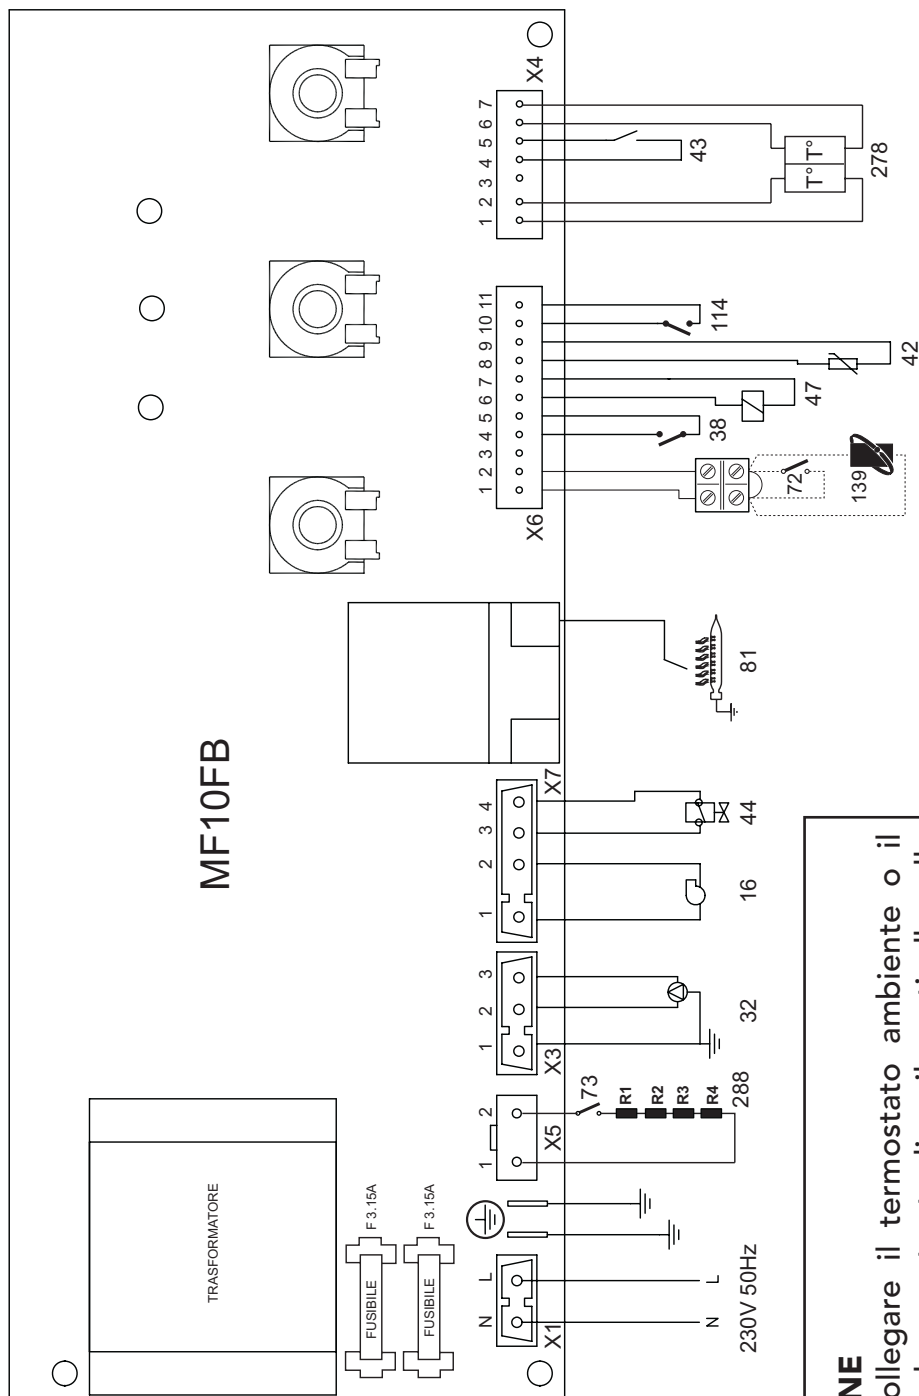 MF10FB
TRASFORMATORE
FUSIBILE
F 3.15A
FUSIBILE
F 3.15A
N L
X1
N L
230V 50Hz
1 2
X5
73
R1
R2
R3
R4
288
1 2 3
X3
32
1 2 3 4
X7
16
44
81
1 2 3 4 5 6 7 8 9 10 11
X6
72
139
38
47
42
114
1 2 3 4 5 6 7
X4
43
T° T°
278
NE
ollegare il termostato ambiente o il